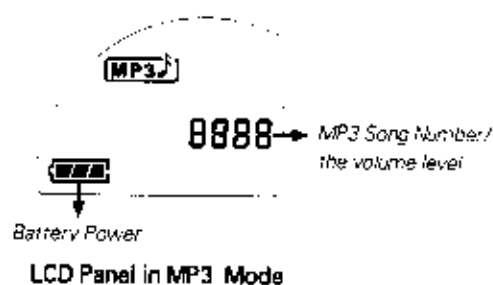 MP3
8888
MP3 Song Number/
the volume level
Battery Power
LCD Panel in MP3 Mode